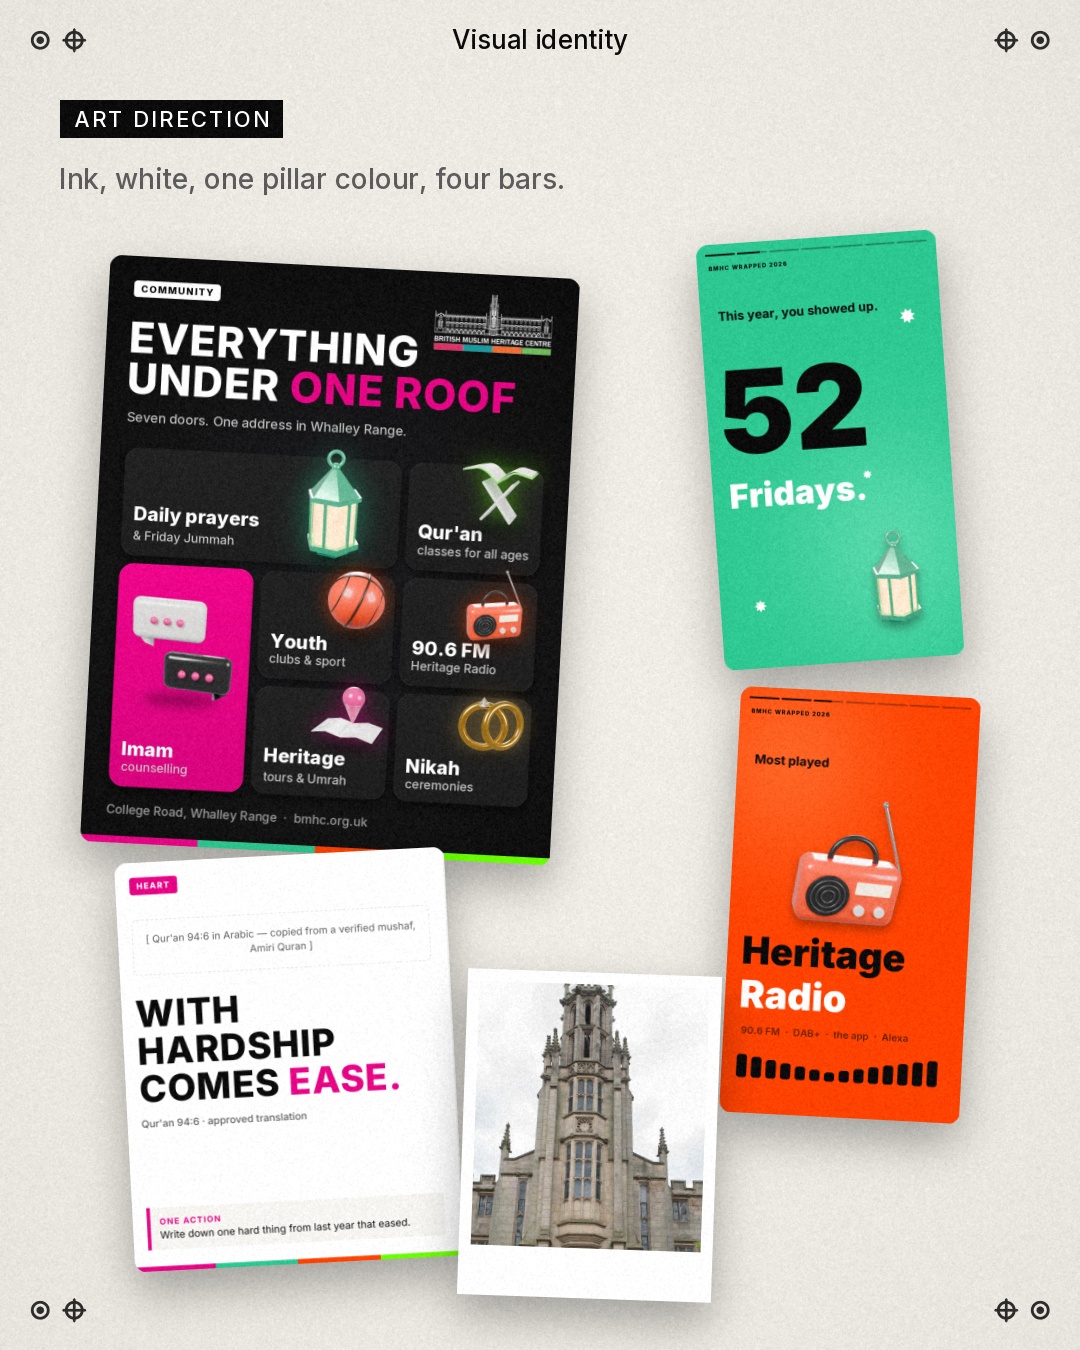 Visual identity
ART DIRECTION
Ink, white, one pillar colour, four bars.
COMMUNITY
BRITISH MUSLIM HERITAGE CENTRE
EVERYTHING
UNDER ONE ROOF
Seven doors. One address in Whalley Range.
Daily prayers
& Friday Jummah
Qur'an
classes for all ages
Imam
counselling
Youth
clubs & sport
90.6 FM
Heritage Radio
Heritage
tours & Umrah
Nikah
ceremonies
College Road, Whalley Range · bmhc.org.uk
BMHC WRAPPED 2026
This year, you showed up.
52
Fridays.
BMHC WRAPPED 2026
Most played
Heritage
Radio
90.6 FM · DAB+ · the app · Alexa
HEART
[ Qur'an 94:6 in Arabic — copied from a verified mushaf,
Amiri Quran ]
WITH
HARDSHIP
COMES EASE.
Qur'an 94:6 · approved translation
ONE ACTION
Write down one hard thing from last year that eased.